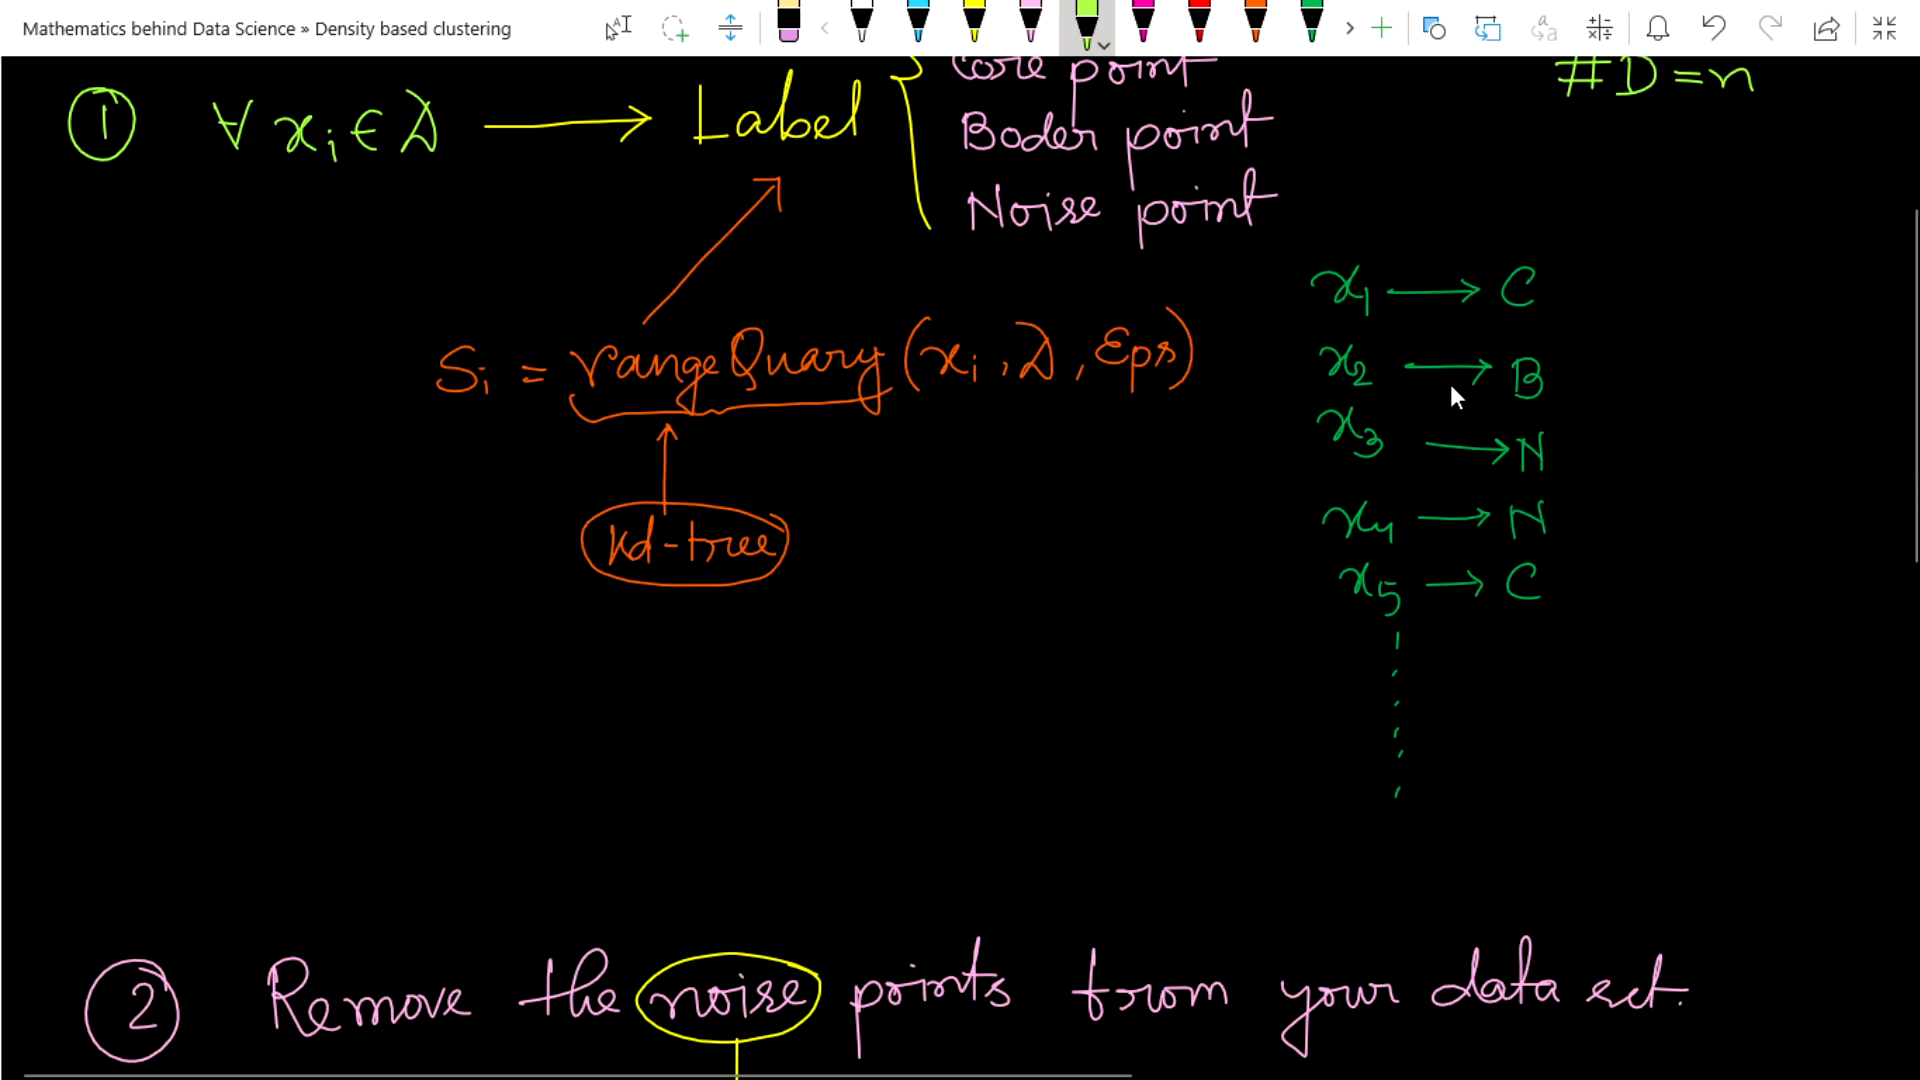 Mathematics behind Data Science » Density based clustering
Core point
#D = n
① ∀ xᵢ ∈ D → Label
Boder point
Noise point
x₁ → C
Sᵢ = rangeQuary (xᵢ, D, Eps)
x₂ → B
x₃ → N
kd-tree
x₄ → N
x₅ → C
② Remove the noise points from your data set.